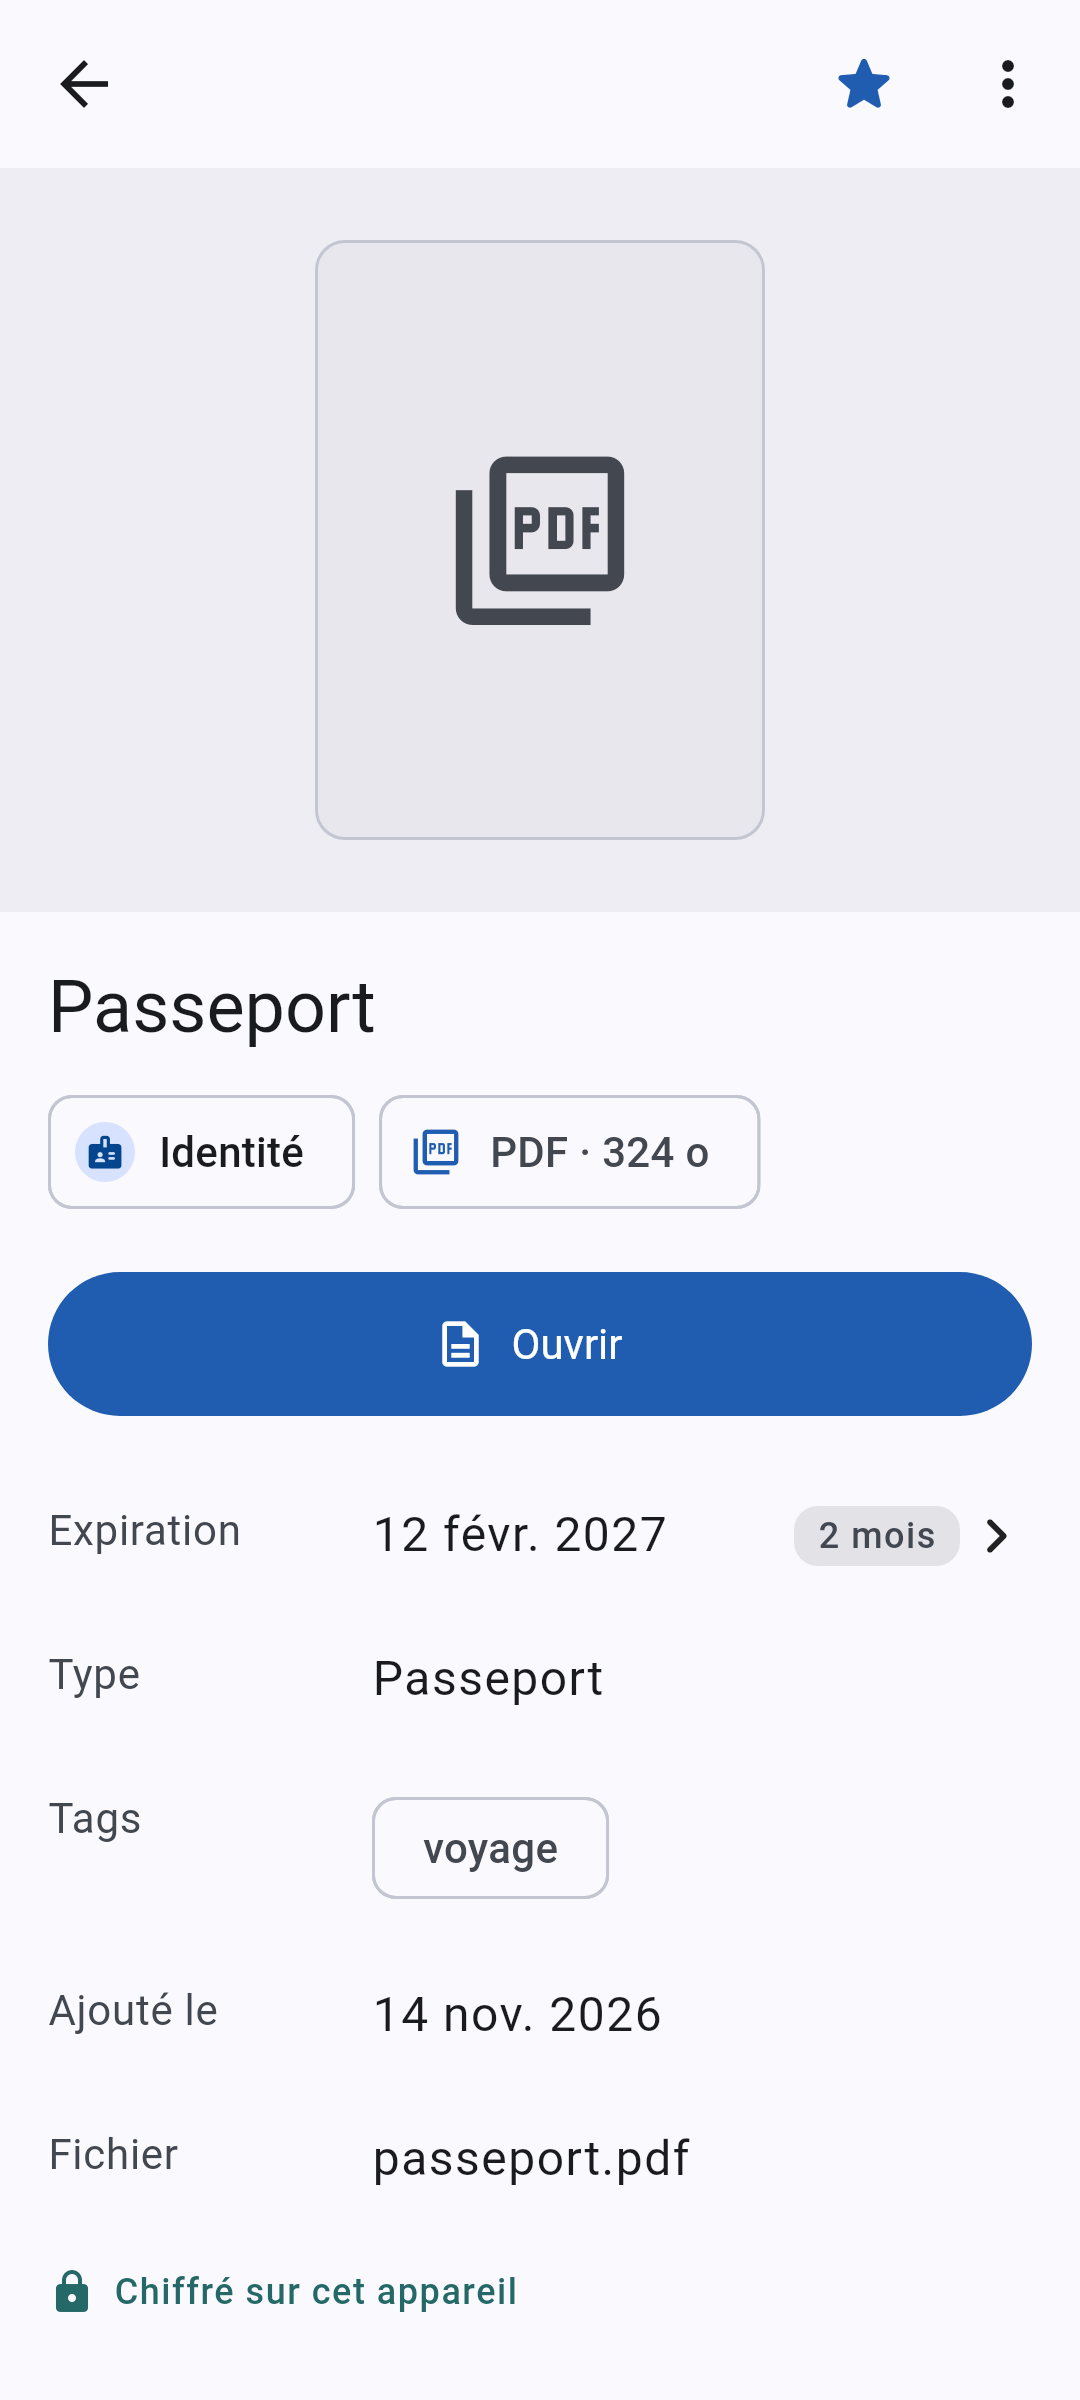 PDF
Passeport
Identité
PDF PDF · 324 o
Ouvrir
Expiration 12 févr. 2027 2 mois
Type Passeport
Tags voyage
Ajouté le 14 nov. 2026
Fichier passeport.pdf
Chiffré sur cet appareil